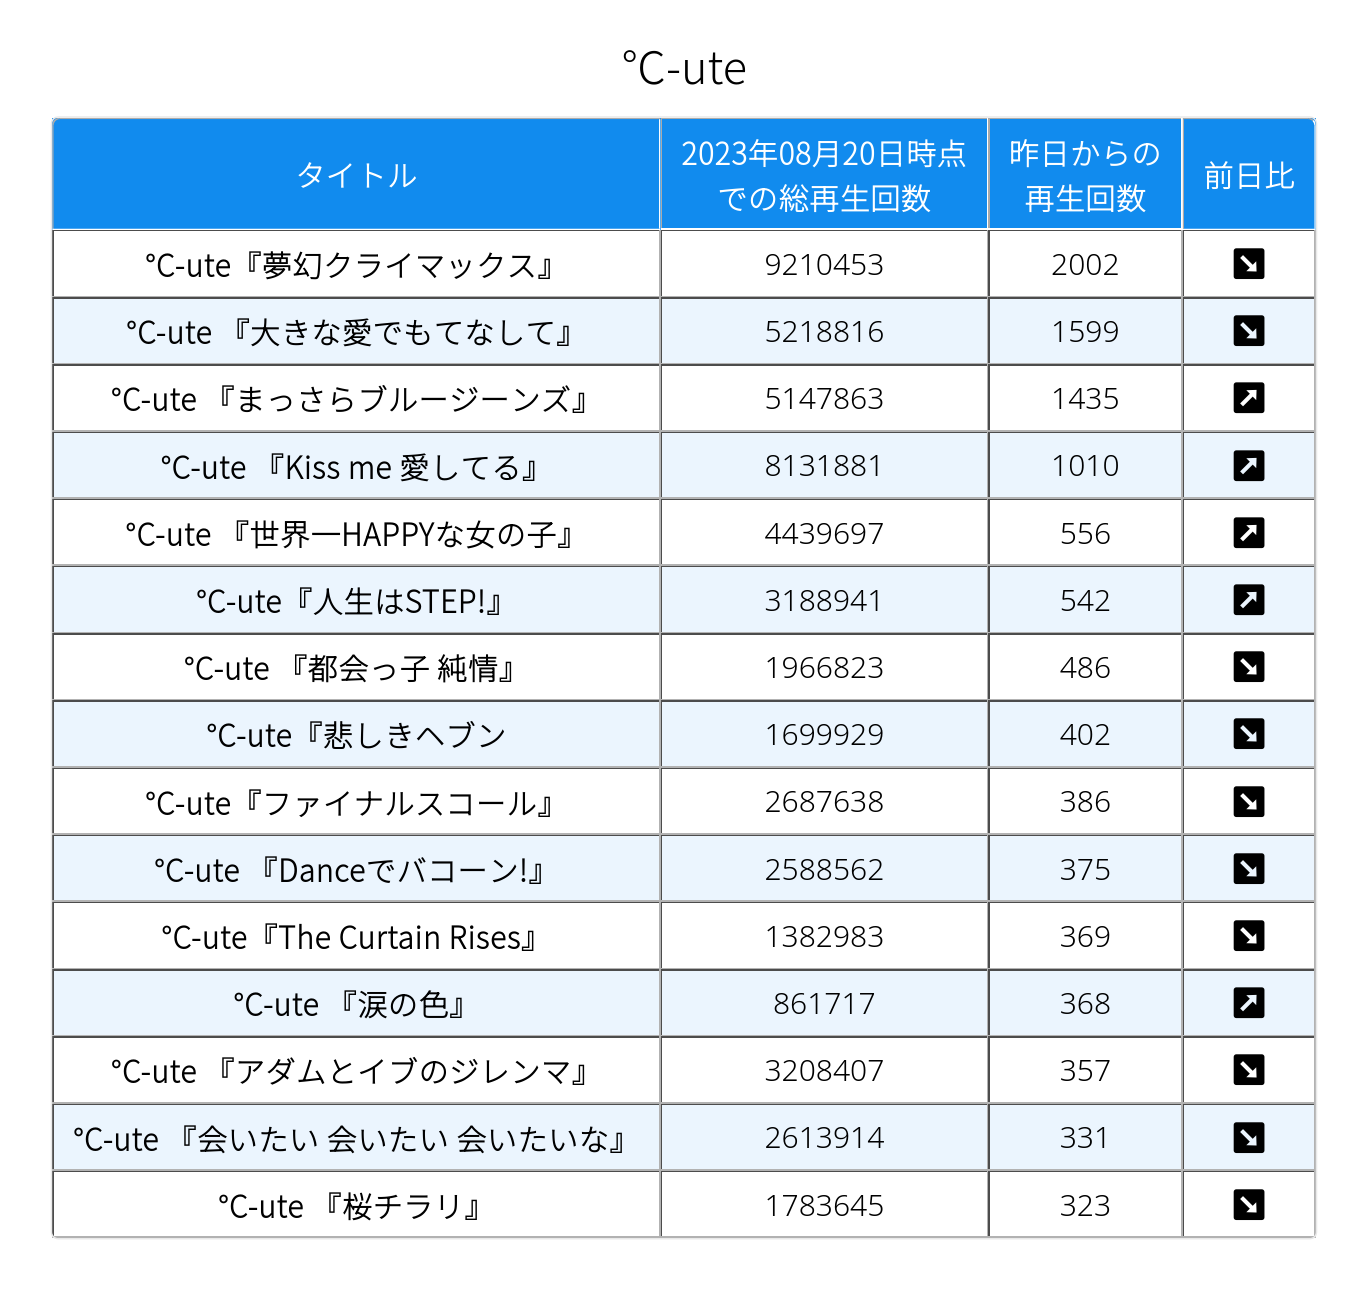 ℃-ute
タイトル
2023年08月20日時点
での総再生回数
昨日からの
再生回数
前日比
℃-ute『夢幻クライマックス』 9210453 2002 ↘
℃-ute 『大きな愛でもてなして』 5218816 1599 ↘
℃-ute 『まっさらブルージーンズ』 5147863 1435 ↗
℃-ute 『Kiss me 愛してる』 8131881 1010 ↗
℃-ute 『世界一HAPPYな女の子』 4439697 556 ↗
℃-ute『人生はSTEP!』 3188941 542 ↗
℃-ute 『都会っ子 純情』 1966823 486 ↘
℃-ute『悲しきヘブン 1699929 402 ↘
℃-ute『ファイナルスコール』 2687638 386 ↘
℃-ute 『Danceでバコーン!』 2588562 375 ↘
℃-ute『The Curtain Rises』 1382983 369 ↘
℃-ute 『涙の色』 861717 368 ↗
℃-ute 『アダムとイブのジレンマ』 3208407 357 ↘
℃-ute 『会いたい 会いたい 会いたいな』 2613914 331 ↘
℃-ute 『桜チラリ』 1783645 323 ↘